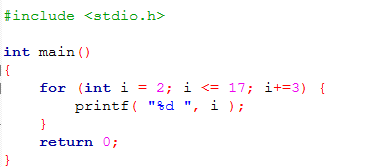 #include <stdio.h>
int main()
{
    for (int i = 2; i <= 17; i+=3) {
        printf( "%d ", i );
    }
    return 0;
}